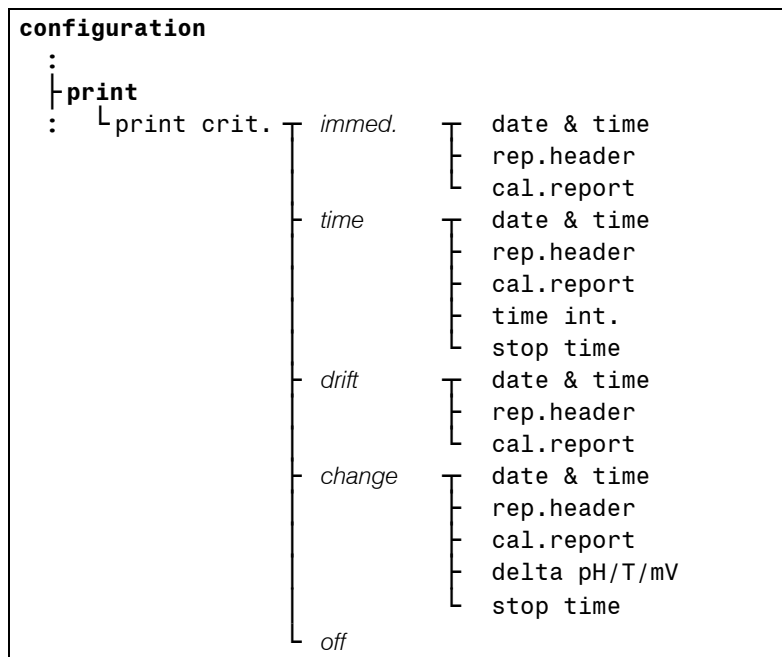 configuration
:
print
: print crit. immed. date & time
rep.header
cal.report
time date & time
rep.header
cal.report
time int.
stop time
drift date & time
rep.header
cal.report
change date & time
rep.header
cal.report
delta pH/T/mV
stop time
off